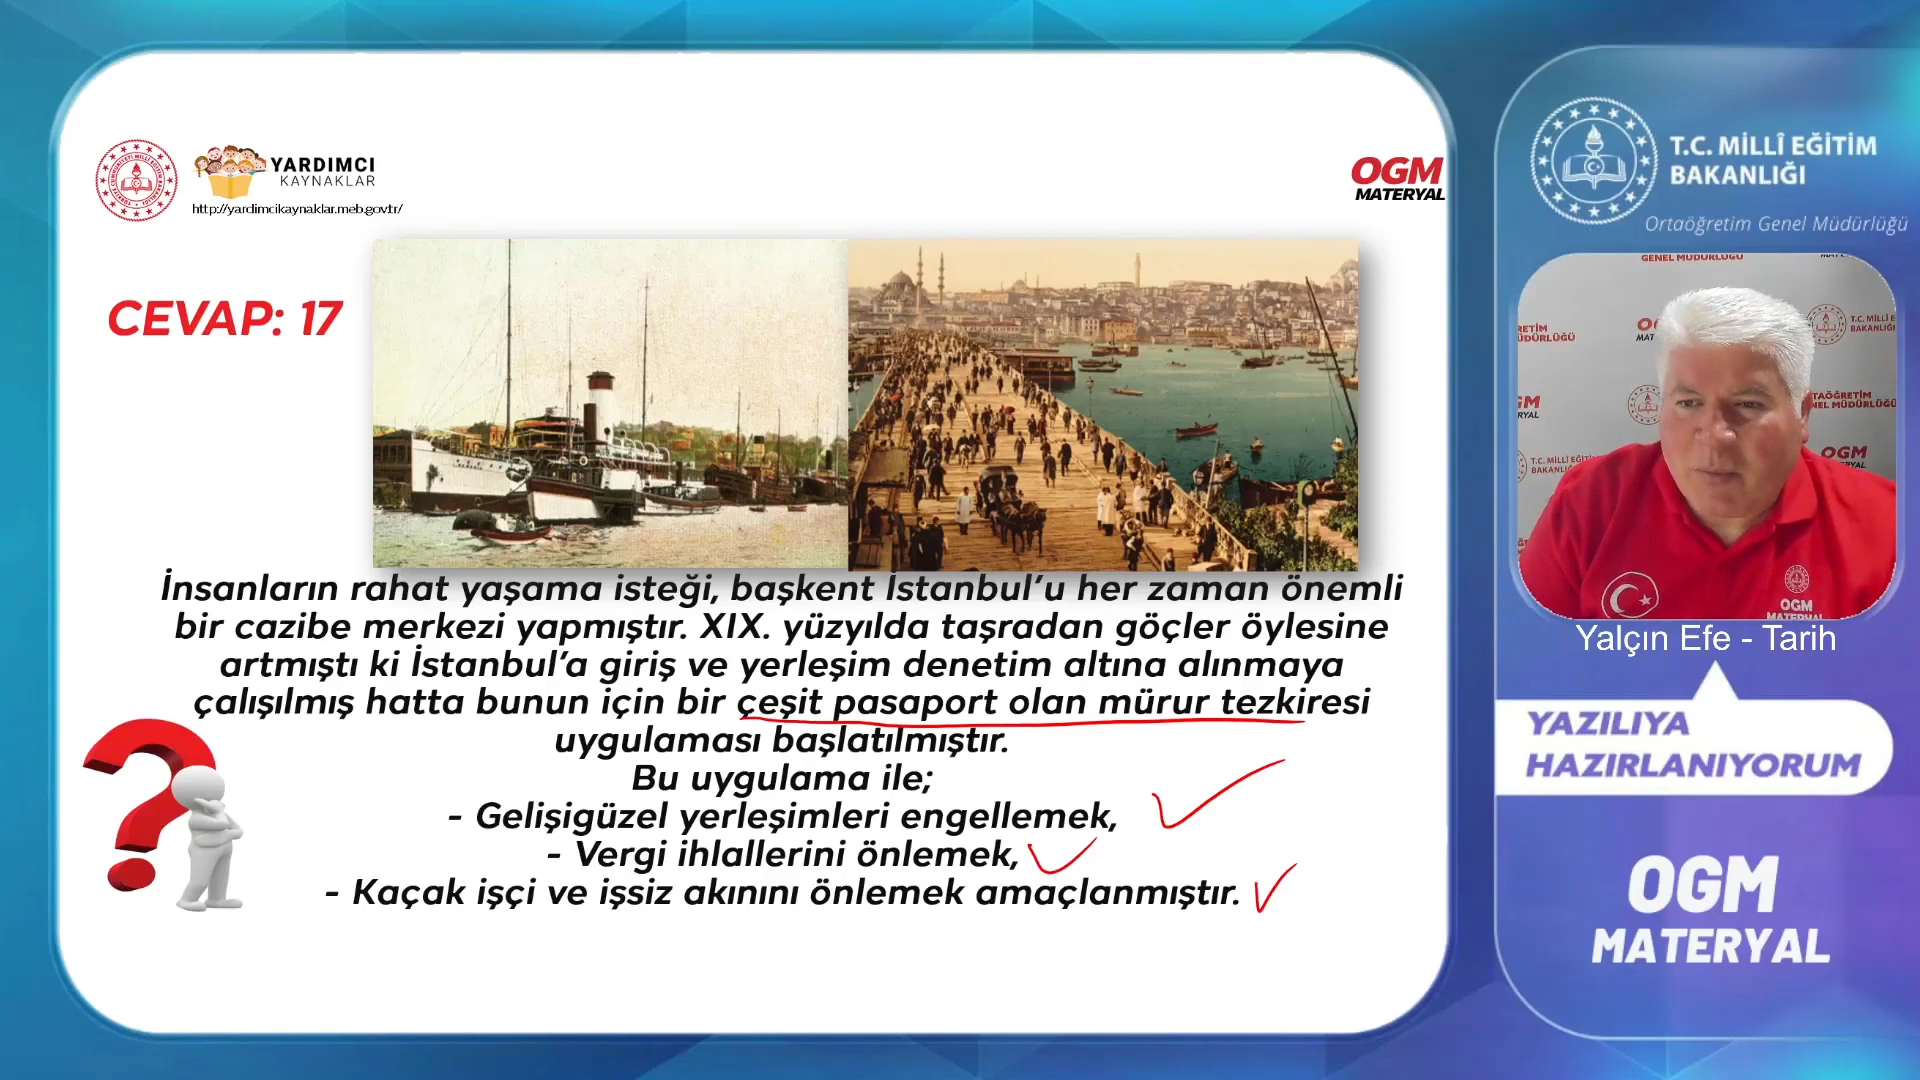 YARDIMCI
KAYNAKLAR
http://yardimcikaynaklar.meb.gov.tr/
OGM
MATERYAL
CEVAP: 17
İnsanların rahat yaşama isteği, başkent İstanbul'u her zaman önemli
bir cazibe merkezi yapmıştır. XIX. yüzyılda taşradan göçler öylesine
artmıştı ki İstanbul'a giriş ve yerleşim denetim altına alınmaya
çalışılmış hatta bunun için bir çeşit pasaport olan mürur tezkiresi
uygulaması başlatılmıştır.
Bu uygulama ile;
- Gelişigüzel yerleşimleri engellemek,
- Vergi ihlallerini önlemek,
- Kaçak işçi ve işsiz akınını önlemek amaçlanmıştır.
T.C. MİLLÎ EĞİTİM
BAKANLIĞI
Ortaöğretim Genel Müdürlüğü
GENEL MÜDÜRLÜĞÜ
OGM
MATERYAL
Yalçın Efe - Tarih
YAZILIYA
HAZIRLANIYORUM
OGM
MATERYAL